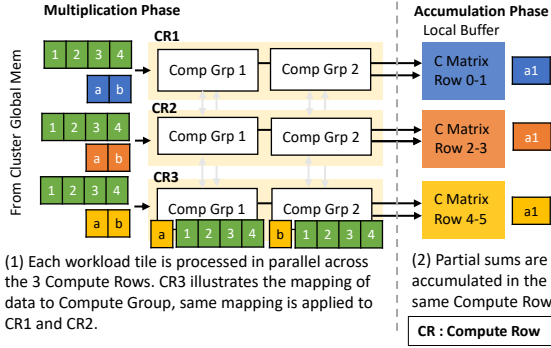 Multiplication Phase
Accumulation Phase
Local Buffer
From Cluster Global Mem
1 2 3 4
a b
CR1
Comp Grp 1
Comp Grp 2
C Matrix
Row 0-1
a1
1 2 3 4
a b
CR2
Comp Grp 1
Comp Grp 2
C Matrix
Row 2-3
a1
1 2 3 4
a b
CR3
Comp Grp 1
Comp Grp 2
a 1 2 3 4
b 1 2 3 4
C Matrix
Row 4-5
a1
(1) Each workload tile is processed in parallel across
the 3 Compute Rows. CR3 illustrates the mapping of
data to Compute Group, same mapping is applied to
CR1 and CR2.
(2) Partial sums are
accumulated in the
same Compute Row
CR : Compute Row